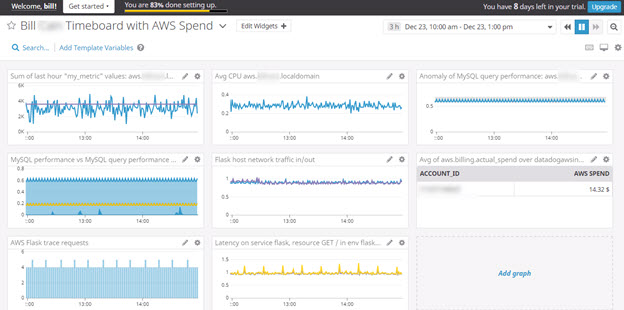 Welcome, bill!
Get started
You are 83% done setting up.
You have 8 days left in your trial.
Upgrade
Bill Timeboard with AWS Spend
Edit Widgets +
3 h Dec 23, 10:00 am - Dec 23, 1:00 pm
Search...
Add Template Variables
Sum of last hour "my_metric" values: aws.
6K
4K
2K
0K
:00 13:00 14:00
Avg CPU aws. .localdomain
0.4
0.2
0
:00 13:00 14:00
Anomaly of MySQL query performance: aws.
0.5
0
:00 13:00 14:00
MySQL performance vs MySQL query performance ...
0.8
0.6
0.4
0.2
0
:00 13:00 14:00
Flask host network traffic in/out
1
0.5
0
:00 13:00 14:00
Avg of aws.billing.actual_spend over datadogawsin...
ACCOUNT_ID AWS SPEND
14.32 $
AWS Flask trace requests
6
4
2
0
:00 13:00 14:00
Latency on service flask, resource GET / in env flask...
1.5
1
0.5
0
:00 13:00 14:00
Add graph